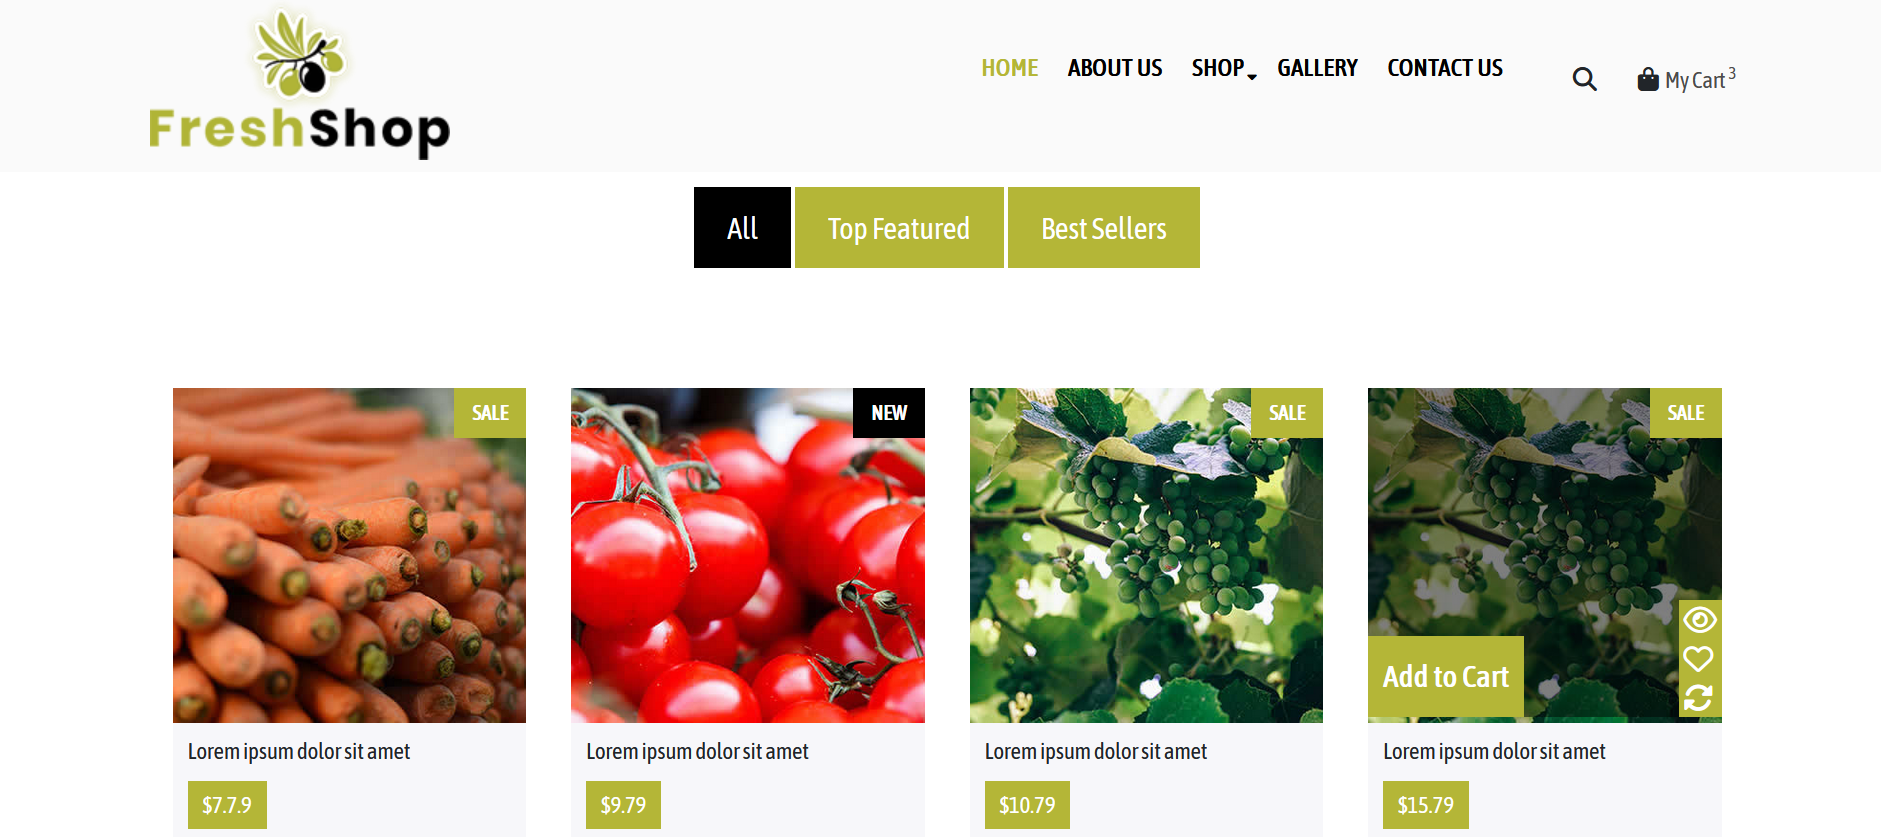 FreshShop
HOME ABOUT US SHOP GALLERY CONTACT US My Cart 3
All Top Featured Best Sellers
SALE NEW SALE SALE
Add to Cart
Lorem ipsum dolor sit amet Lorem ipsum dolor sit amet Lorem ipsum dolor sit amet Lorem ipsum dolor sit amet
$7.7.9 $9.79 $10.79 $15.79